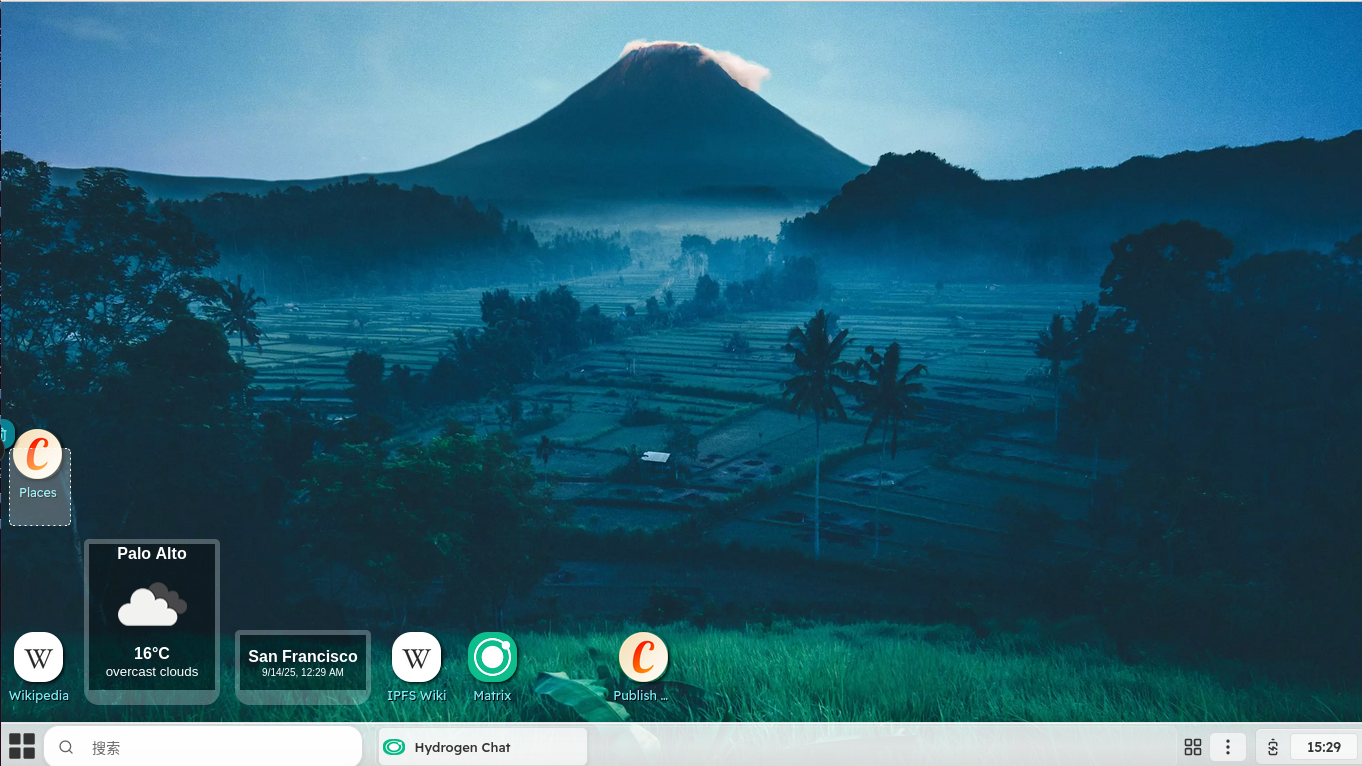 Places
Palo Alto
16°C
overcast clouds
San Francisco
9/14/25, 12:29 AM
Wikipedia
IPFS Wiki
Matrix
Publish ...
搜索
Hydrogen Chat
15:29